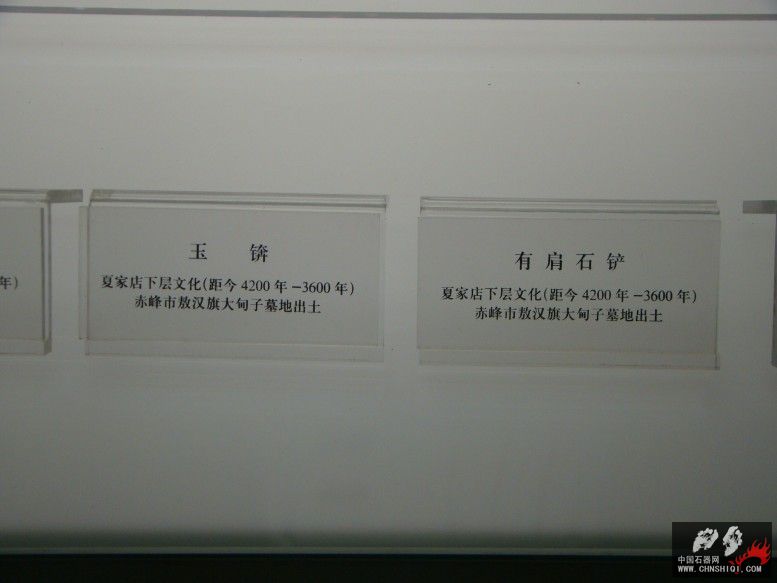 年)
玉 锛
夏家店下层文化(距今 4200 年-3600 年)
赤峰市敖汉旗大甸子墓地出土
有肩石铲
夏家店下层文化(距今 4200 年-3600 年)
赤峰市敖汉旗大甸子墓地出土
中国石器网
WWW.CHNSHIQI.COM